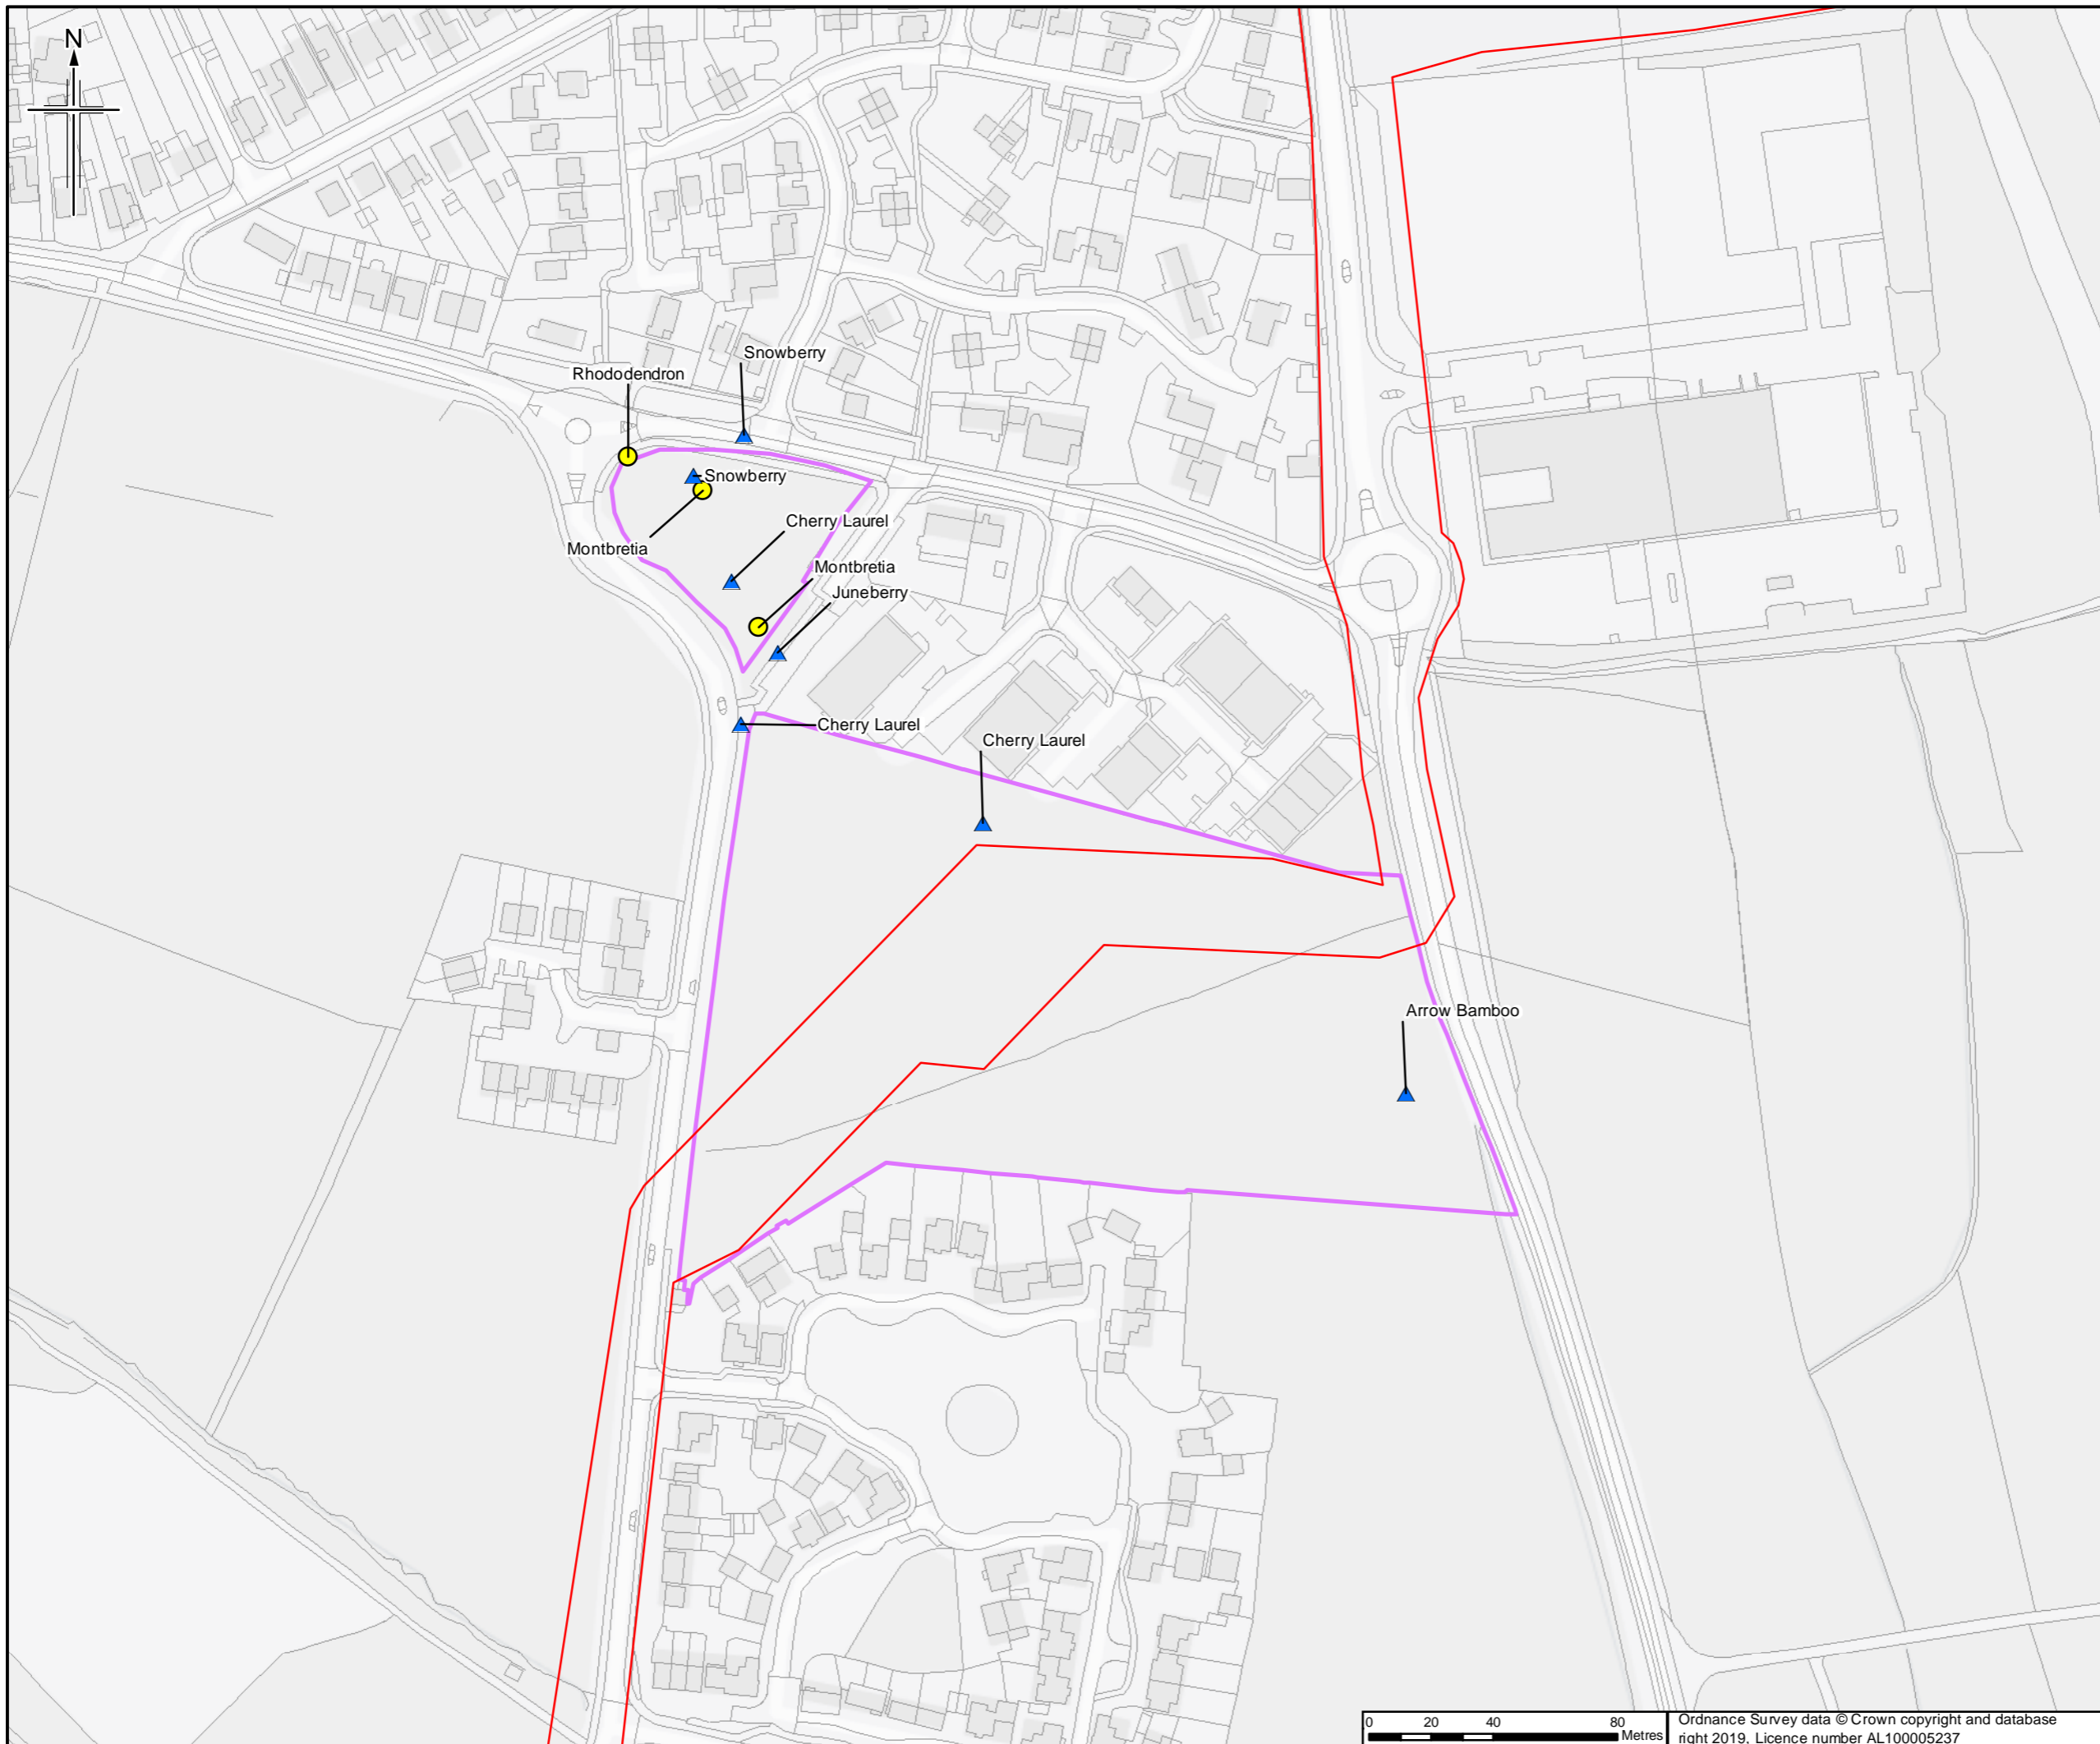 N
Snowberry
Rhododendron
Snowberry
Cherry Laurel
Montbretia
Montbretia
Juneberry
Cherry Laurel
Cherry Laurel
Arrow Bamboo
0 20 40 80
Metres
Ordnance Survey data © Crown copyright and database
right 2019, Licence number AL100005237